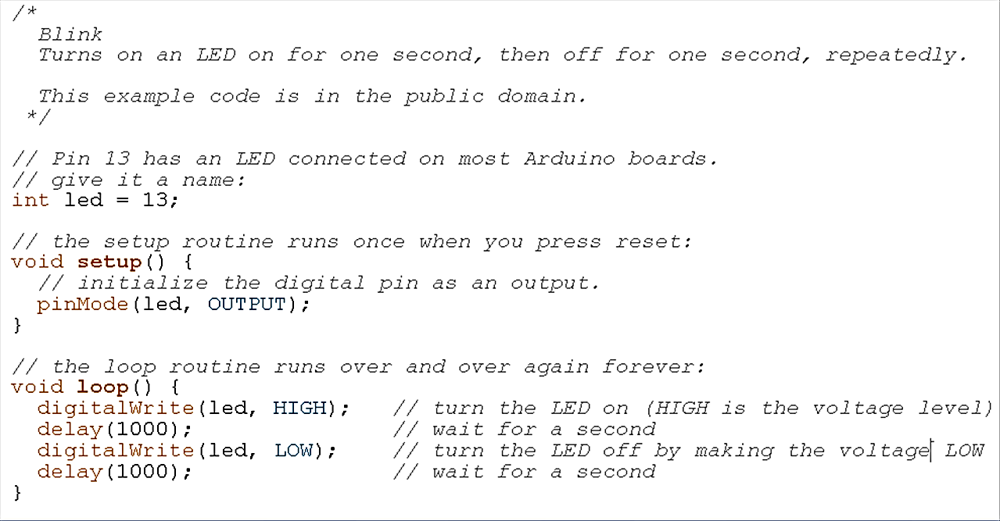 /*
  Blink
  Turns on an LED on for one second, then off for one second, repeatedly.

  This example code is in the public domain.
 */

// Pin 13 has an LED connected on most Arduino boards.
// give it a name:
int led = 13;

// the setup routine runs once when you press reset:
void setup() {
  // initialize the digital pin as an output.
  pinMode(led, OUTPUT);
}

// the loop routine runs over and over again forever:
void loop() {
  digitalWrite(led, HIGH);   // turn the LED on (HIGH is the voltage level)
  delay(1000);               // wait for a second
  digitalWrite(led, LOW);    // turn the LED off by making the voltage LOW
  delay(1000);               // wait for a second
}